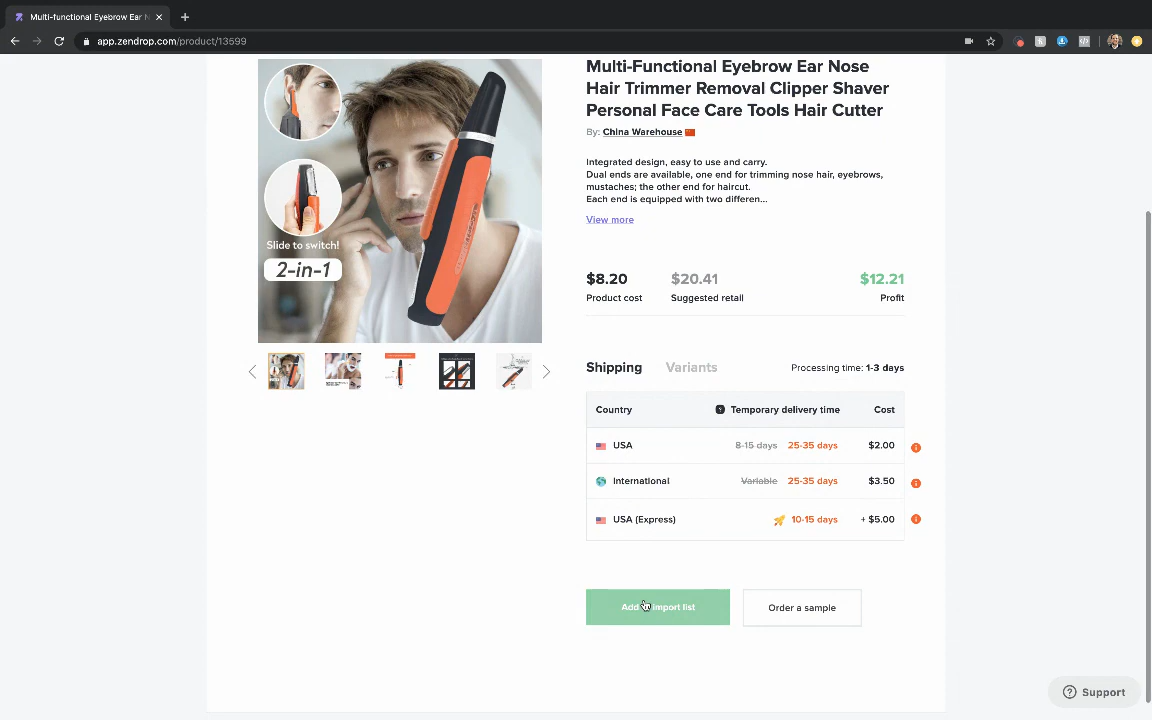 Multi-functional Eyebrow Ear N
app.zendrop.com/product/13599
Multi-Functional Eyebrow Ear Nose
Hair Trimmer Removal Clipper Shaver
Personal Face Care Tools Hair Cutter
By: China Warehouse
Integrated design, easy to use and carry.
Dual ends are available, one end for trimming nose hair, eyebrows,
mustaches; the other end for haircut.
Each end is equipped with two differen...
View more
Slide to switch!
2-in-1
$8.20 $20.41 $12.21
Product cost Suggested retail Profit
Shipping Variants Processing time: 1-3 days
Country Temporary delivery time Cost
USA 8-15 days 25-35 days $2.00
International Variable 25-35 days $3.50
USA (Express) 10-15 days + $5.00
Add import list Order a sample
Support